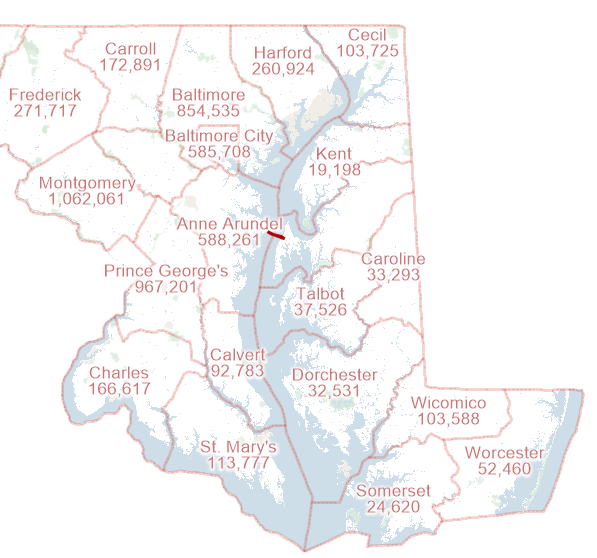 Cecil
103,725
Carroll
172,891
Harford
260,924
Frederick
271,717
Baltimore
854,535
Baltimore City
585,708
Kent
19,198
Montgomery
1,062,061
Anne Arundel
588,261
Caroline
33,293
Prince George's
967,201
Talbot
37,526
Calvert
92,783
Charles
166,617
Dorchester
32,531
Wicomico
103,588
St. Mary's
113,777
Worcester
52,460
Somerset
24,620